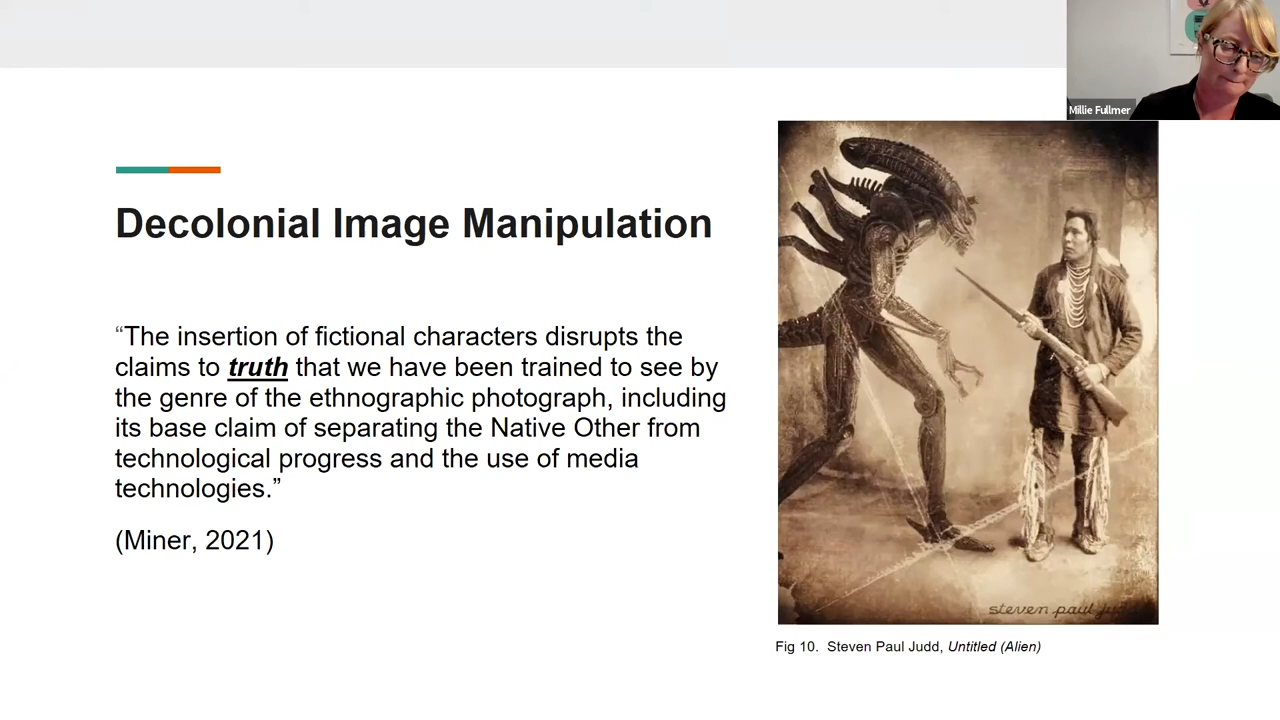 Millie Fullmer
Decolonial Image Manipulation
“The insertion of fictional characters disrupts the
claims to truth that we have been trained to see by
the genre of the ethnographic photograph, including
its base claim of separating the Native Other from
technological progress and the use of media
technologies.”
(Miner, 2021)
steven paul judd
Fig 10.  Steven Paul Judd, Untitled (Alien)